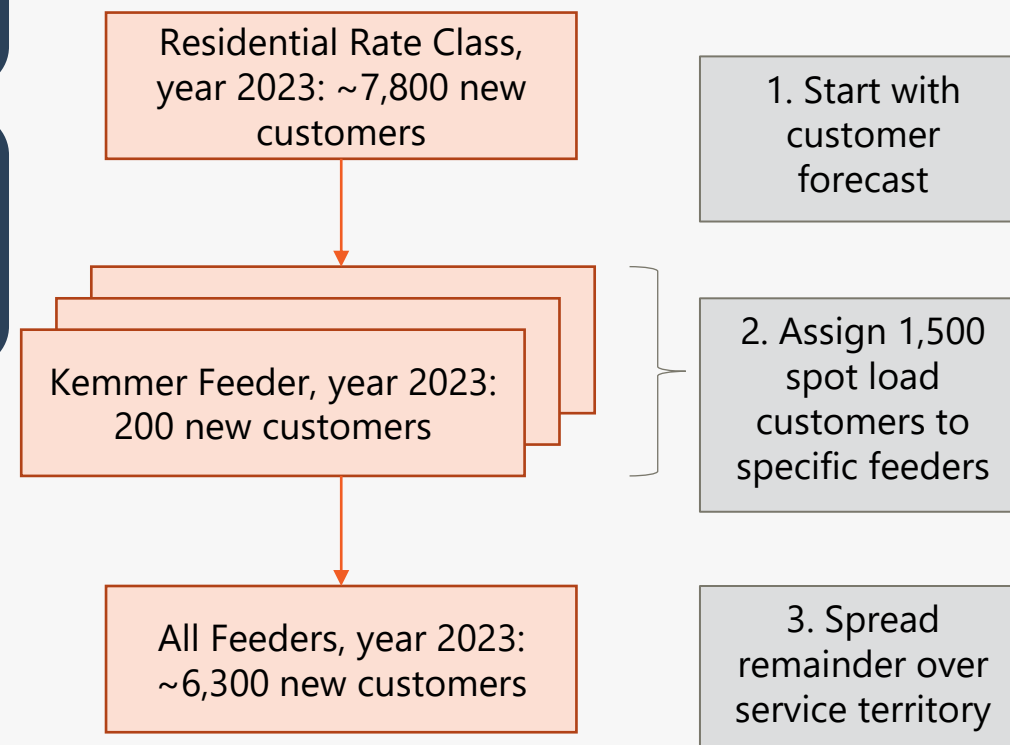 Residential Rate Class,
year 2023: ~7,800 new
customers
1. Start with
customer
forecast
Kemmer Feeder, year 2023:
200 new customers
2. Assign 1,500
spot load
customers to
specific feeders
All Feeders, year 2023:
~6,300 new customers
3. Spread
remainder over
service territory